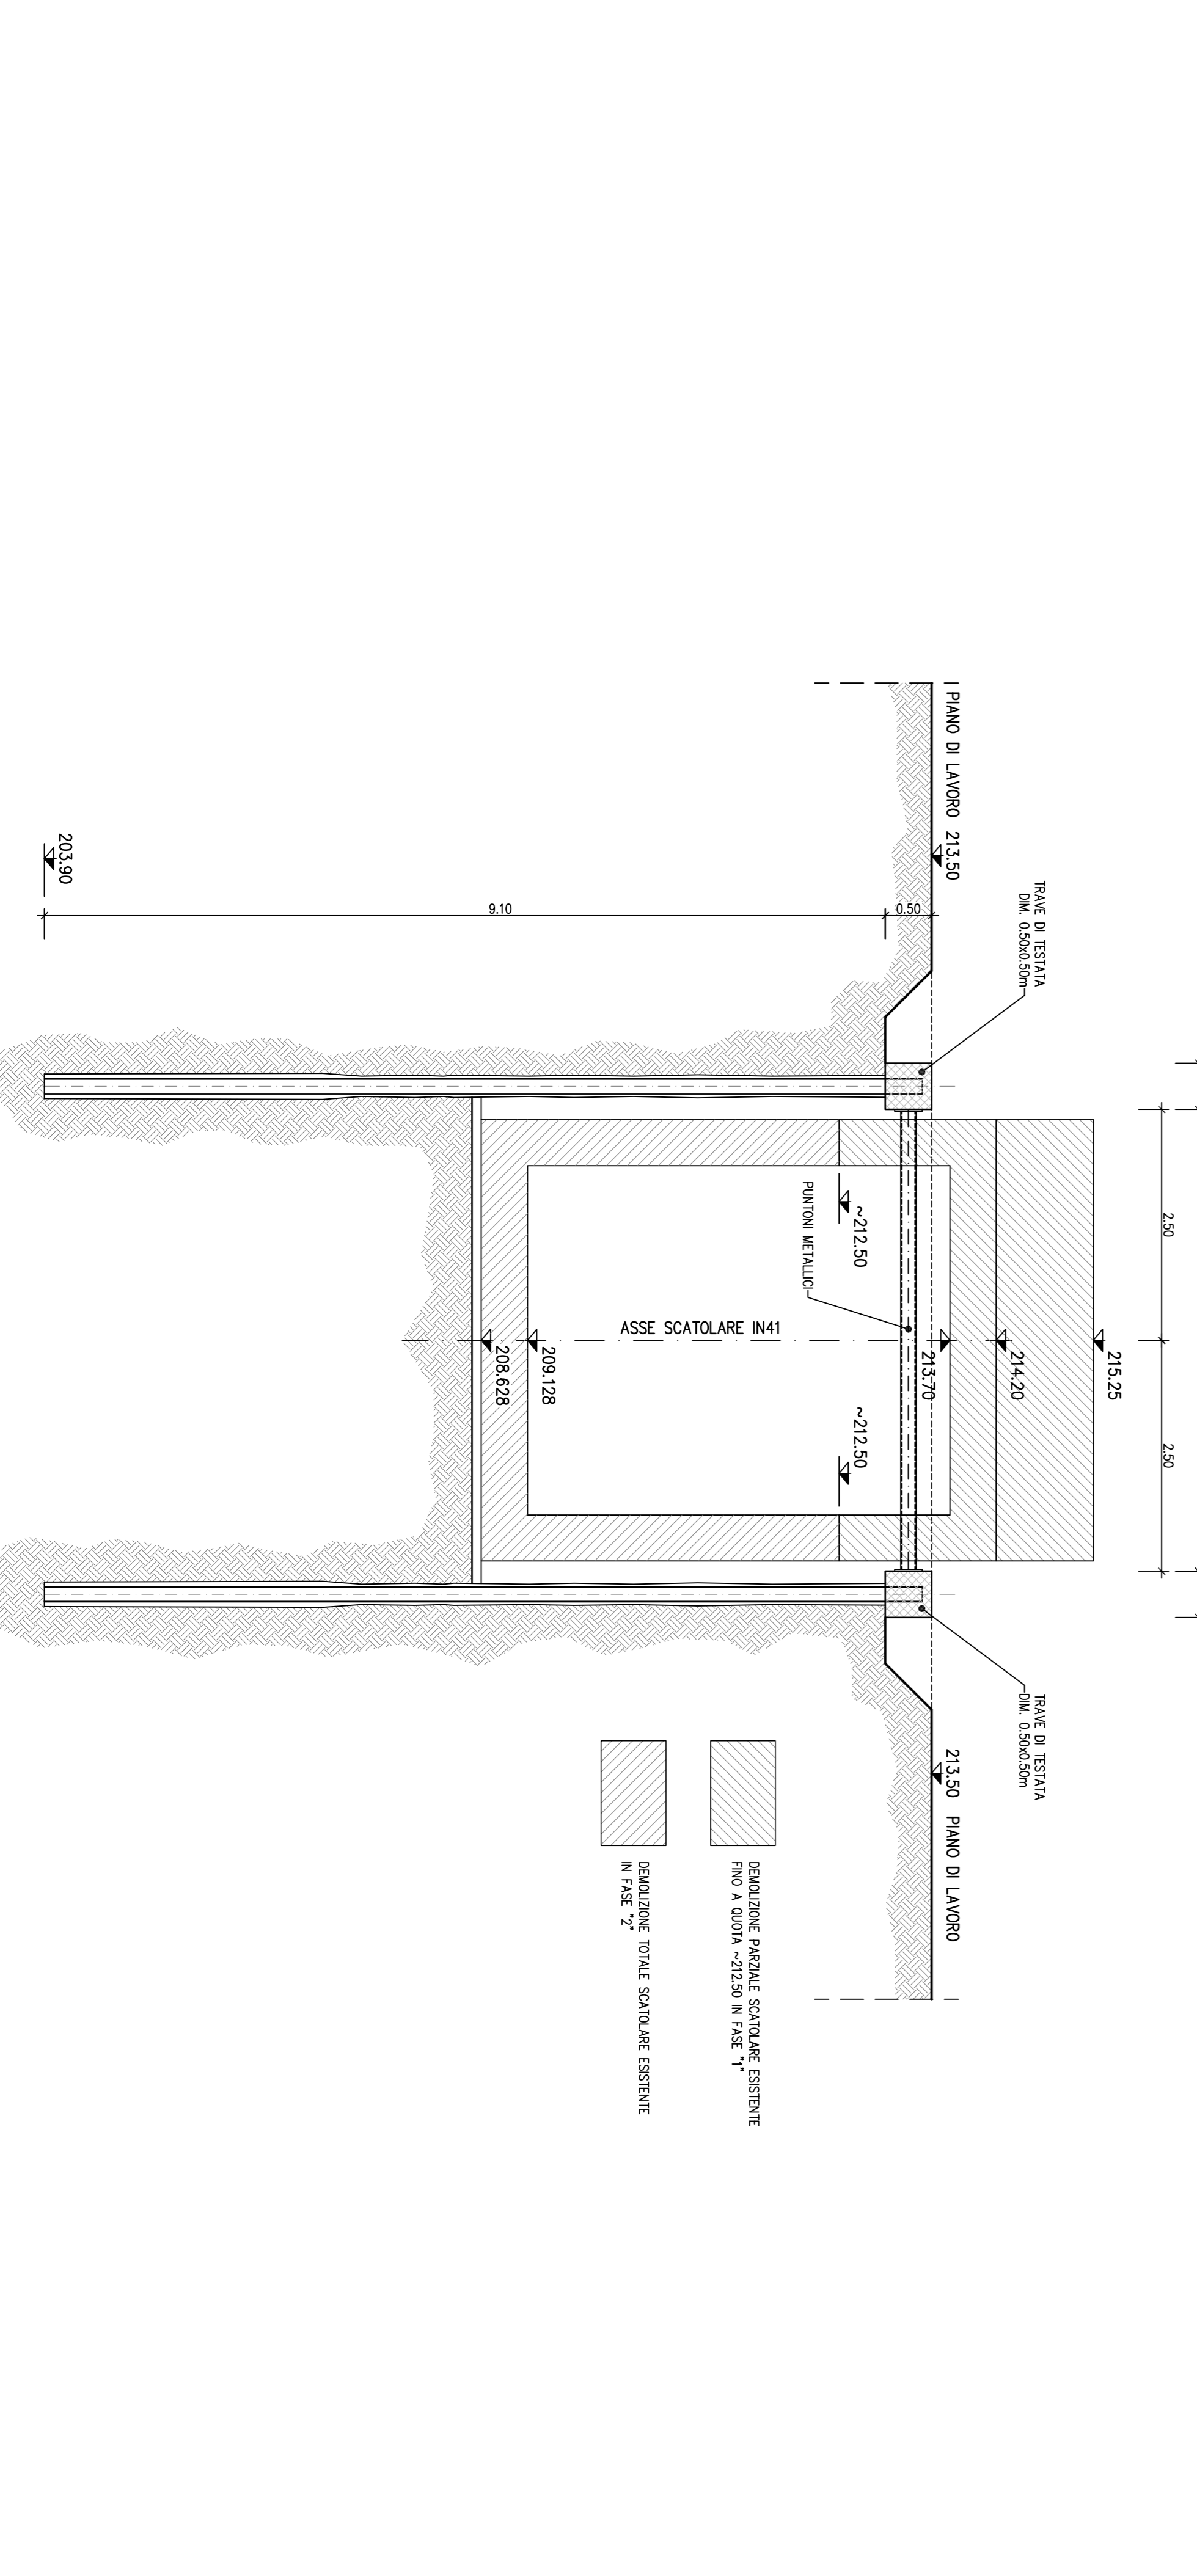 2.50
2.50
215.25
TRAVE DI TESTATA
DIM. 0.50x0.50m
TRAVE DI TESTATA
DIM. 0.50x0.50m
214.20
PIANO DI LAVORO 213.50
213.70
213.50 PIANO DI LAVORO
0.50
~212.50
~212.50
PUNTONI METALLICI
ASSE SCATOLARE IN41
DEMOLIZIONE PARZIALE SCATOLARE ESISTENTE
FINO A QUOTA ~212.50 IN FASE "1"
DEMOLIZIONE TOTALE SCATOLARE ESISTENTE
IN FASE "2"
209.128
208.628
9.10
203.90